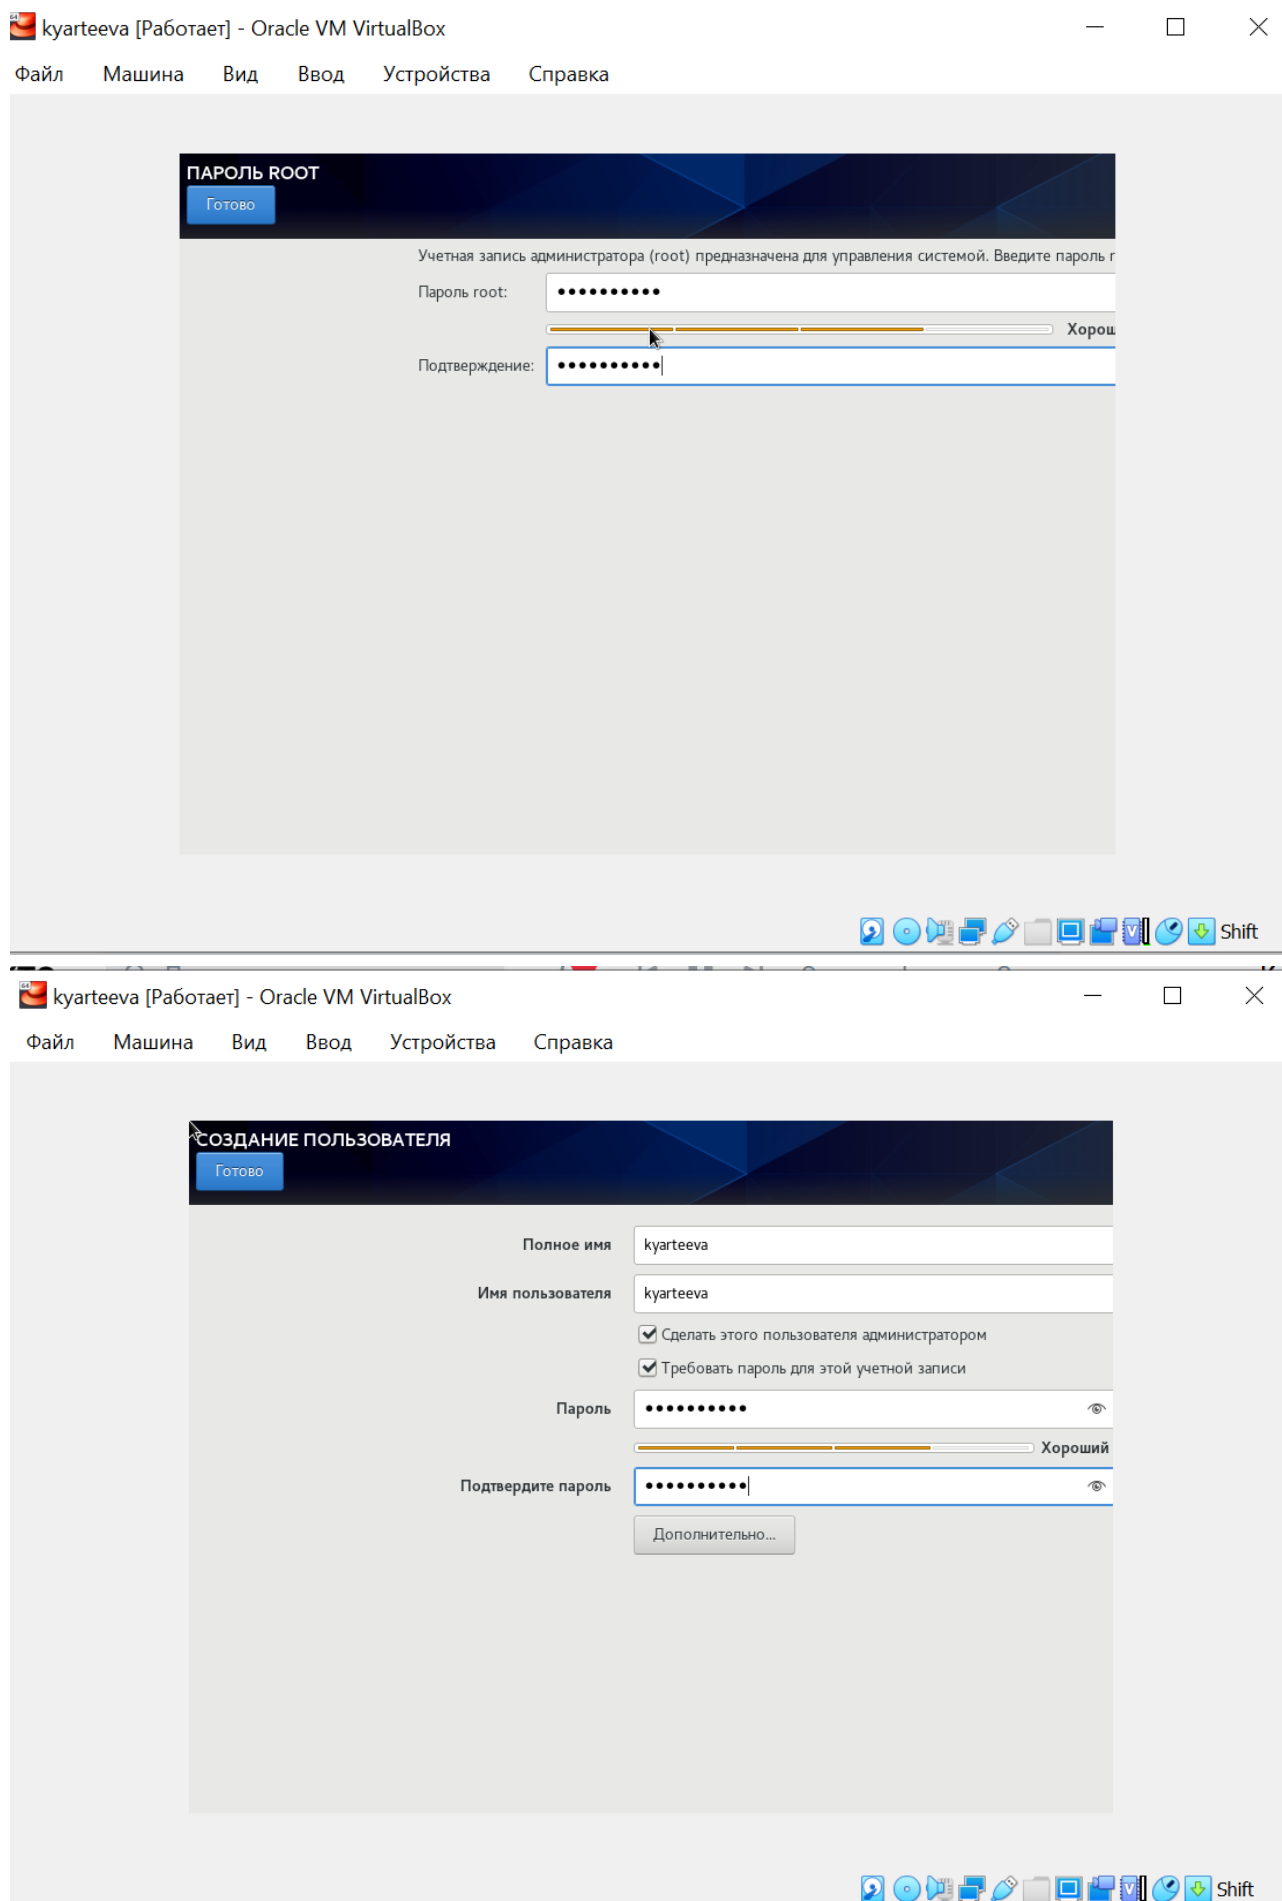 kyarteeva [Работает] - Oracle VM VirtualBox
Файл Машина Вид Ввод Устройства Справка
ПАРОЛЬ ROOT
Готово
Учетная запись администратора (root) предназначена для управления системой. Введите пароль r
Пароль root: ••••••••••
Хорош
Подтверждение: ••••••••••
Shift
kyarteeva [Работает] - Oracle VM VirtualBox
Файл Машина Вид Ввод Устройства Справка
СОЗДАНИЕ ПОЛЬЗОВАТЕЛЯ
Готово
Полное имя kyarteeva
Имя пользователя kyarteeva
Сделать этого пользователя администратором
Требовать пароль для этой учетной записи
Пароль ••••••••••
Хороший
Подтвердите пароль ••••••••••
Дополнительно...
Shift